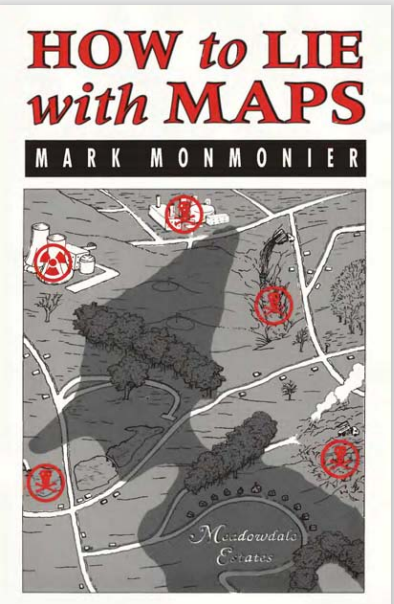 HOW to LIE
with MAPS
MARK MONMONIER
Meadowdale
Estates